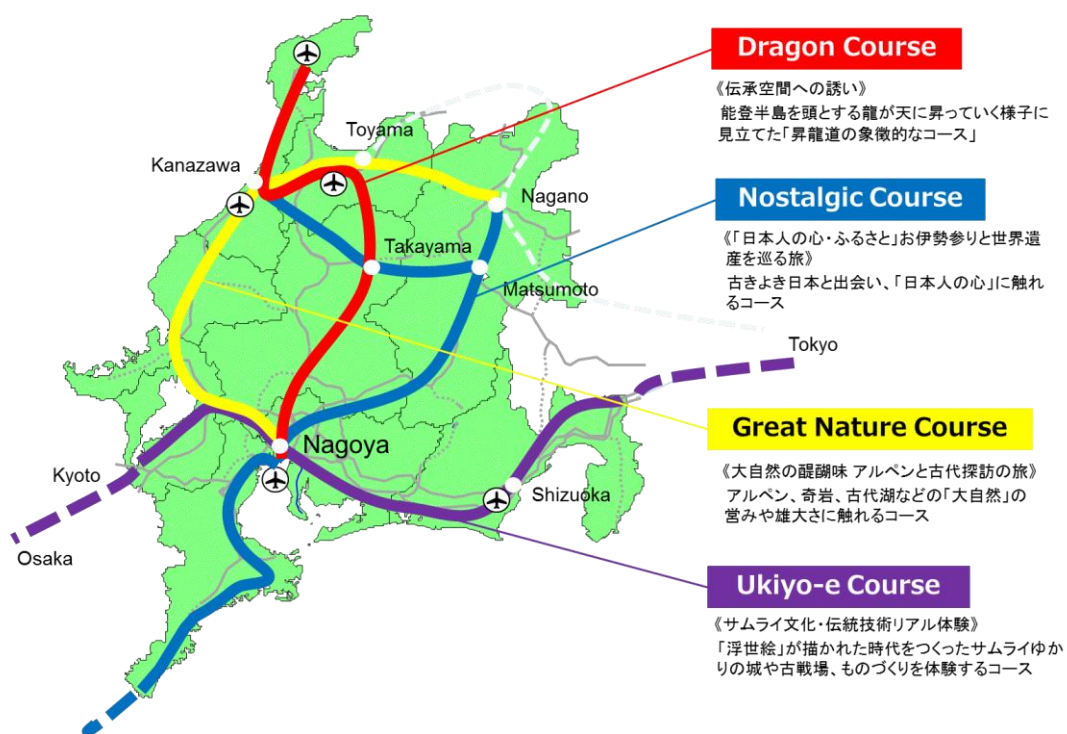 Dragon Course
《伝承空間への誘い》
能登半島を頭とする龍が天に昇っていく様子に
見立てた「昇龍道の象徴的なコース」
Toyama
Kanazawa
Nagano
Nostalgic Course
《「日本人の心・ふるさと」お伊勢参りと世界遺
産を巡る旅》
古きよき日本と出会い、「日本人の心」に触れ
るコース
Takayama
Matsumoto
Tokyo
Great Nature Course
《大自然の醍醐味 アルペンと古代探訪の旅》
アルペン、奇岩、古代湖などの「大自然」の
営みや雄大さに触れるコース
Nagoya
Kyoto
Shizuoka
Osaka
Ukiyo-e Course
《サムライ文化・伝統技術リアル体験》
「浮世絵」が描かれた時代をつくったサムライゆか
りの城や古戦場、ものづくりを体験するコース